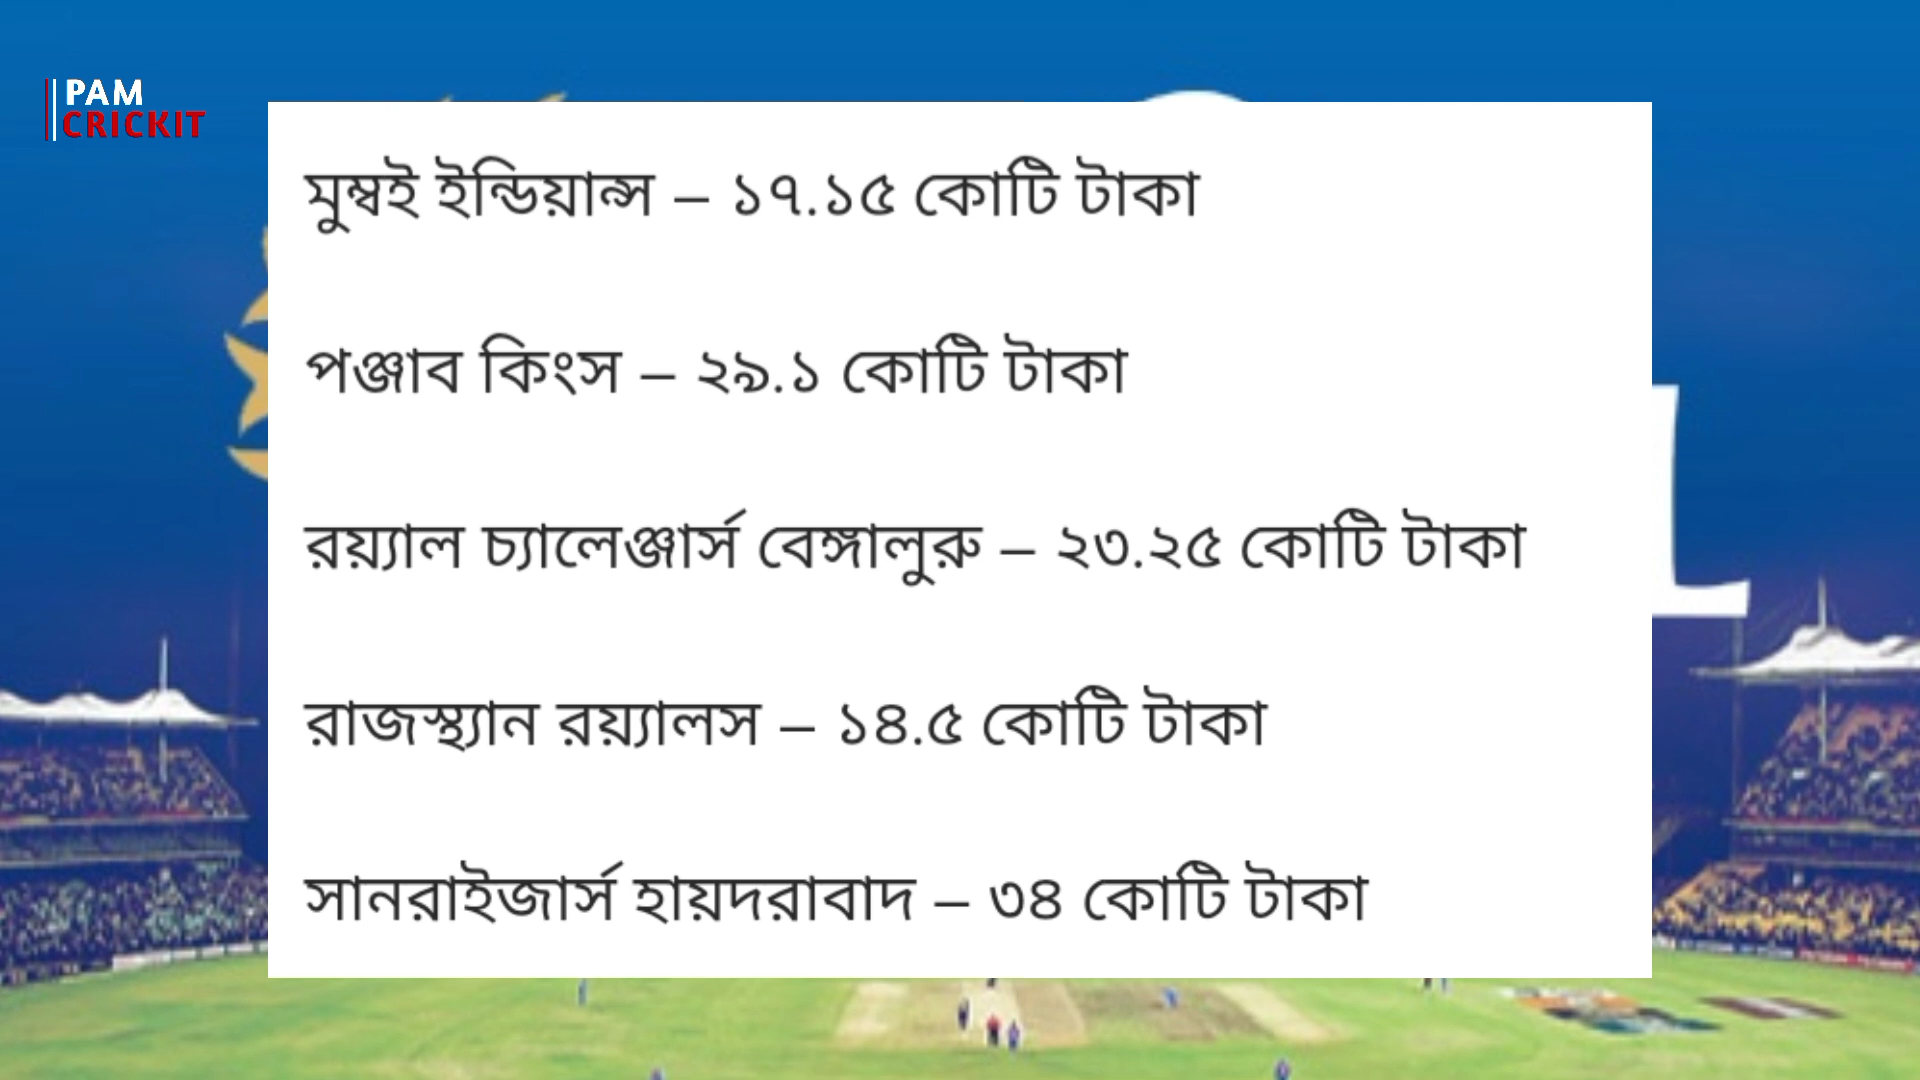 PAM
CRICKIT
মুম্বই ইন্ডিয়ান্স – ১৭.১৫ কোটি টাকা
পঞ্জাব কিংস – ২৯.১ কোটি টাকা
রয়্যাল চ্যালেঞ্জার্স বেঙ্গালুরু – ২৩.২৫ কোটি টাকা
রাজস্থ্যান রয়্যালস – ১৪.৫ কোটি টাকা
সানরাইজার্স হায়দরাবাদ – ৩৪ কোটি টাকা